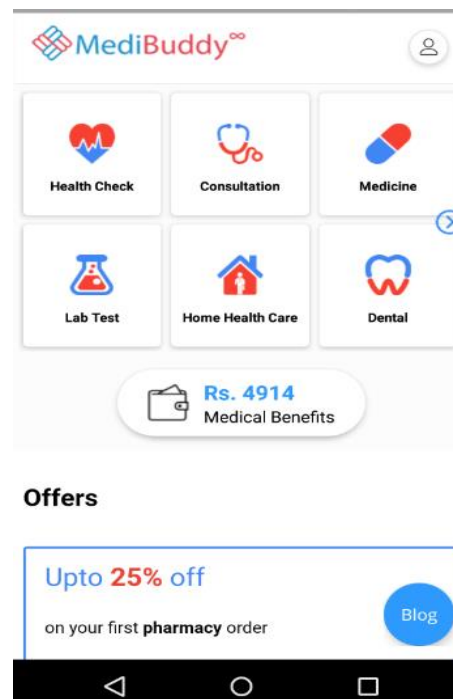 MediBuddy∞
Health Check
Consultation
Medicine
Lab Test
Home Health Care
Dental
Rs. 4914
Medical Benefits
Offers
Upto 25% off
on your first pharmacy order
Blog